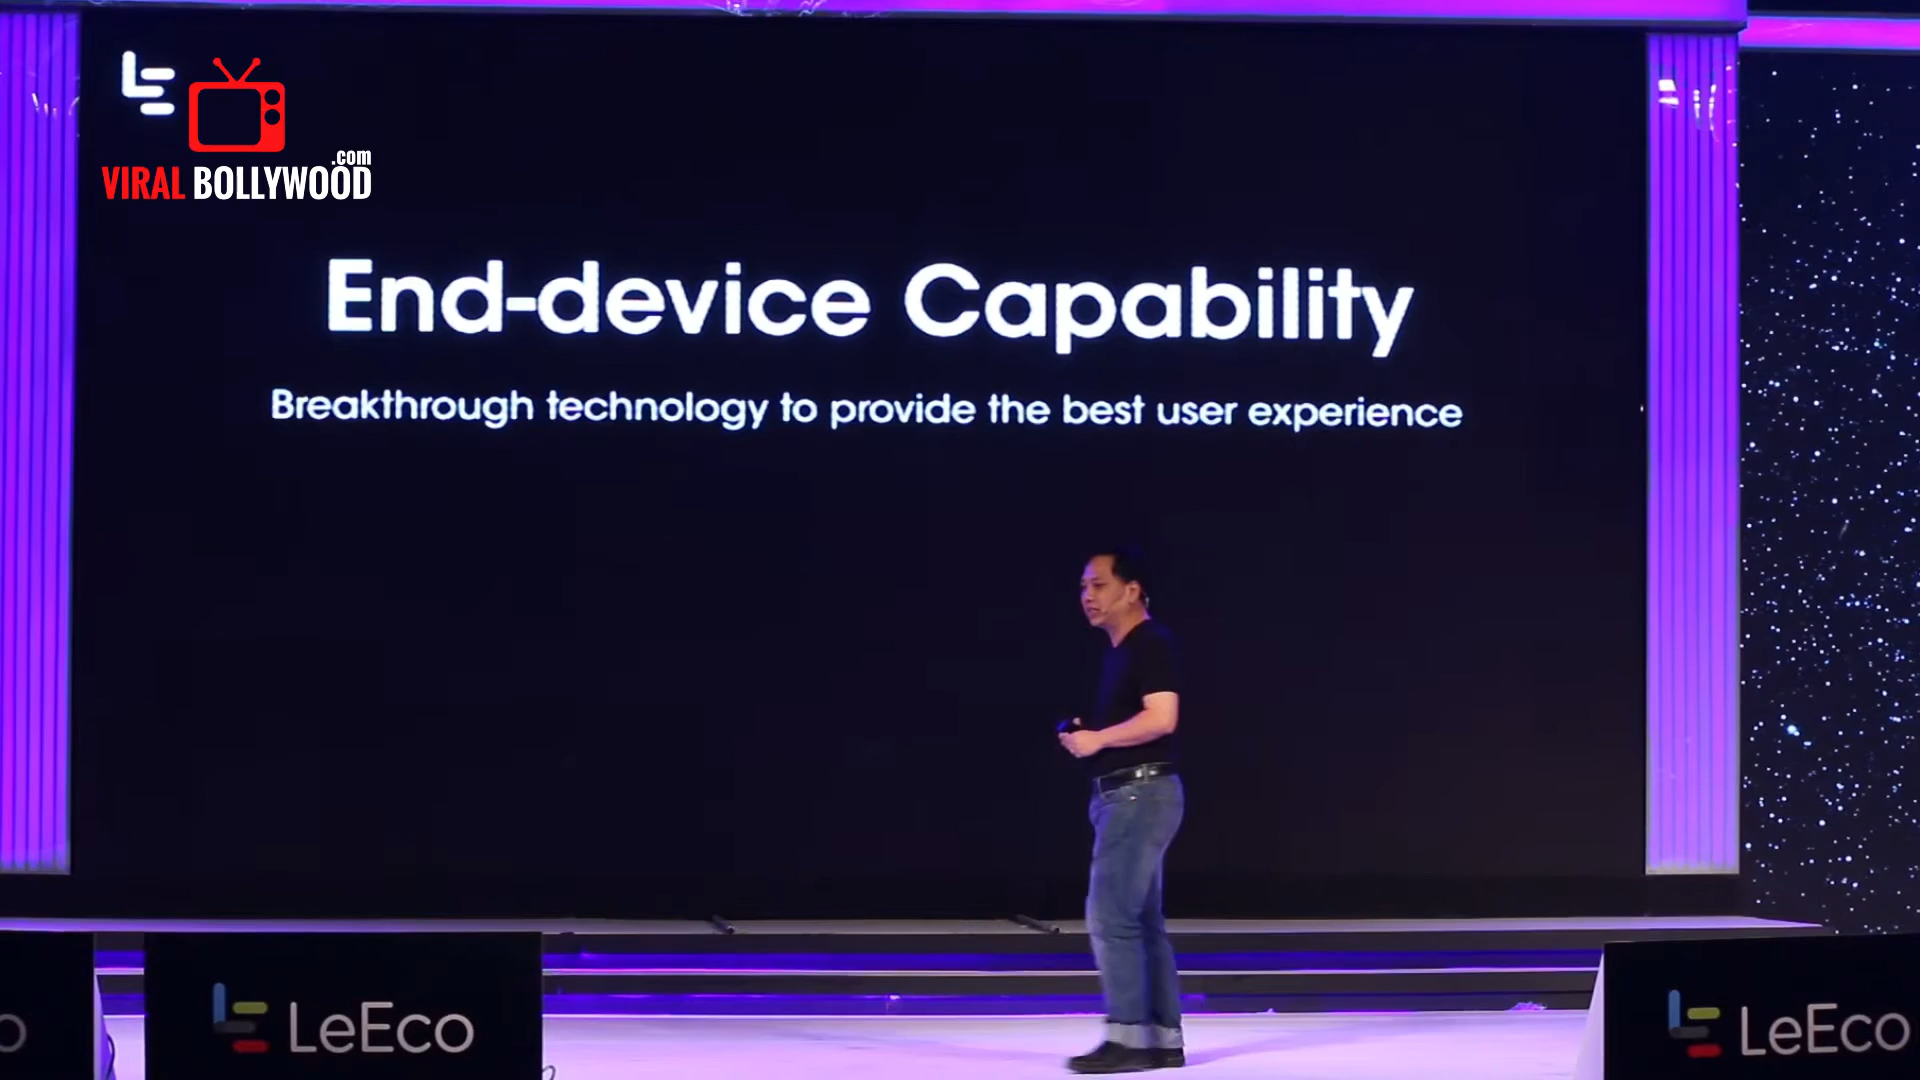 .com
VIRAL BOLLYWOOD
End-device Capability
Breakthrough technology to provide the best user experience
LeEco
LeEco